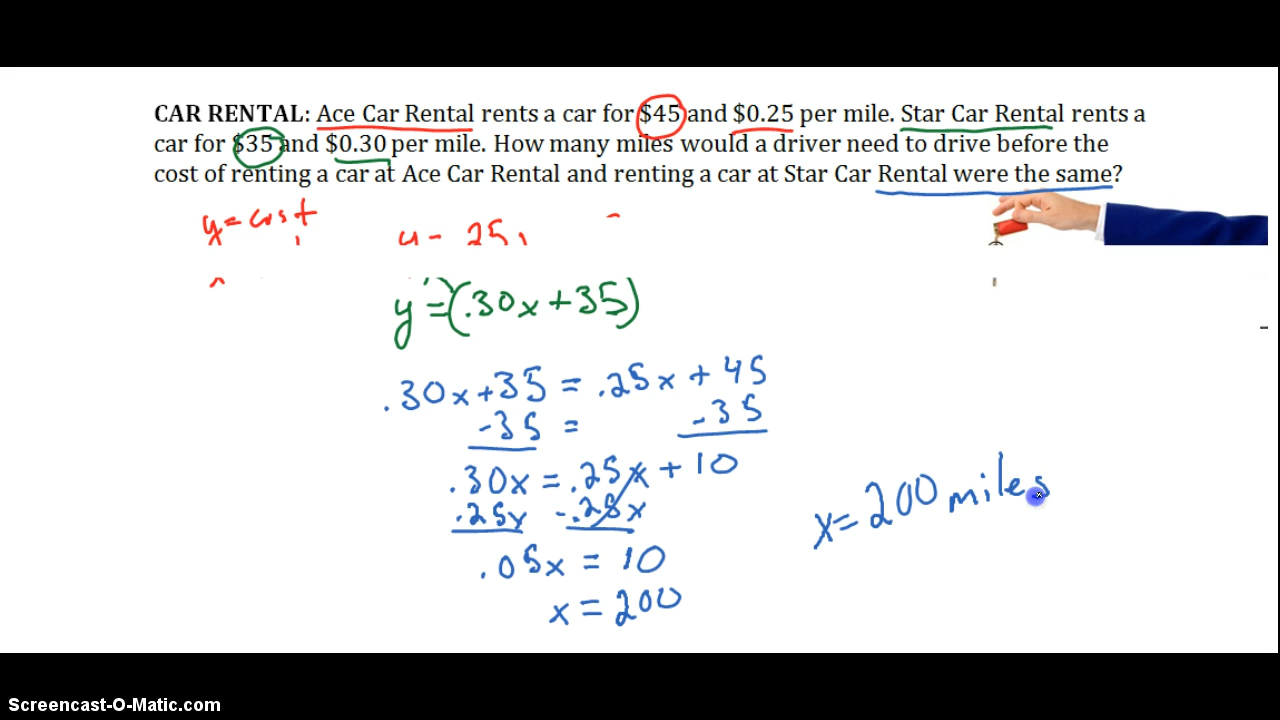 CAR RENTAL: Ace Car Rental rents a car for $45 and $0.25 per mile. Star Car Rental rents a
car for $35 and $0.30 per mile. How many miles would a driver need to drive before the
cost of renting a car at Ace Car Rental and renting a car at Star Car Rental were the same?
y = cost
y = (.30x + 35)
.30x + 35 = .25x + 45
-35 = -35
.30x = .25x + 10
.25x -.25x
.05x = 10
x = 200
x = 200 miles
Screencast-O-Matic.com